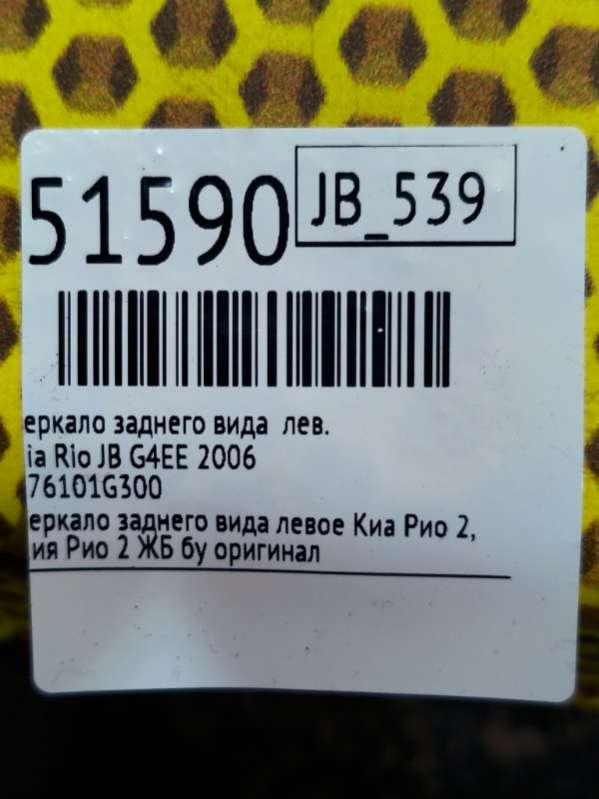 51590
JB_539
еркало заднего вида лев.
ia Rio JB G4EE 2006
76101G300
еркало заднего вида левое Киа Рио 2,
ия Рио 2 ЖБ бу оригинал